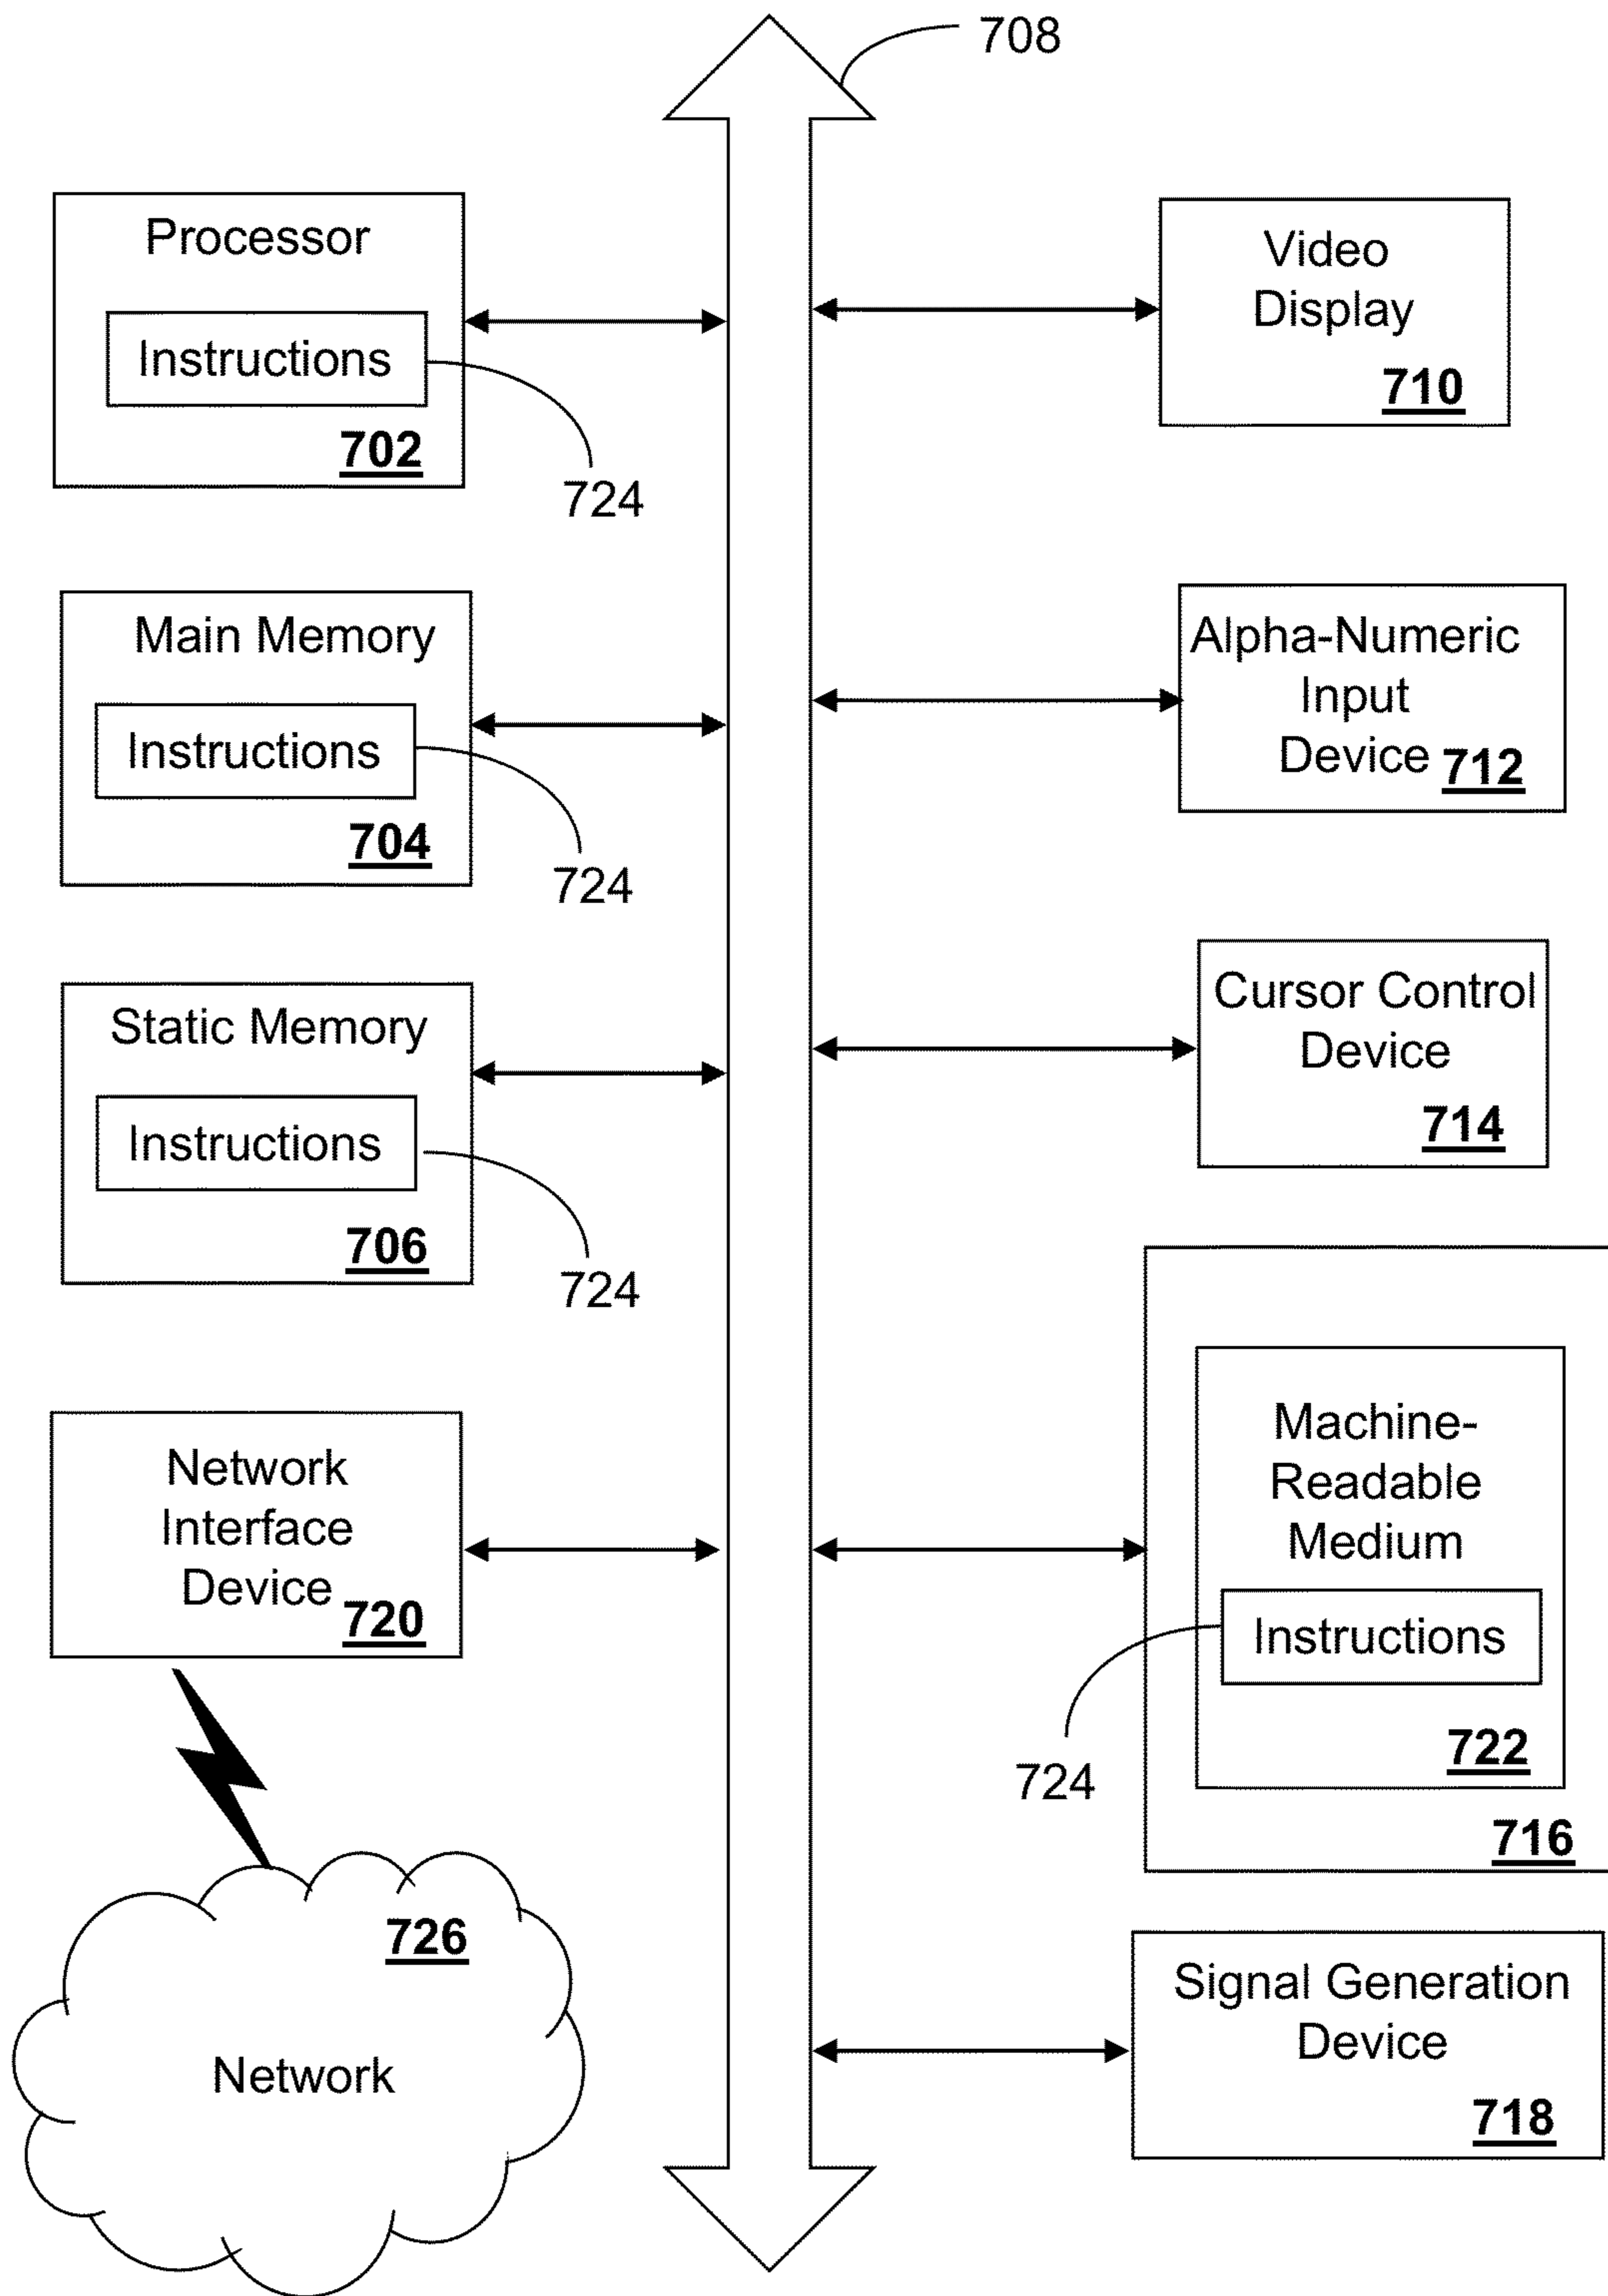 708
Processor
Instructions
702
724
Main Memory
Instructions
704
724
Static Memory
Instructions
706
724
Network
Interface
Device
720
726
Network
Video
Display
710
Alpha-Numeric
Input
Device 712
Cursor Control
Device
714
Machine-
Readable
Medium
Instructions
722
724
716
Signal Generation
Device
718